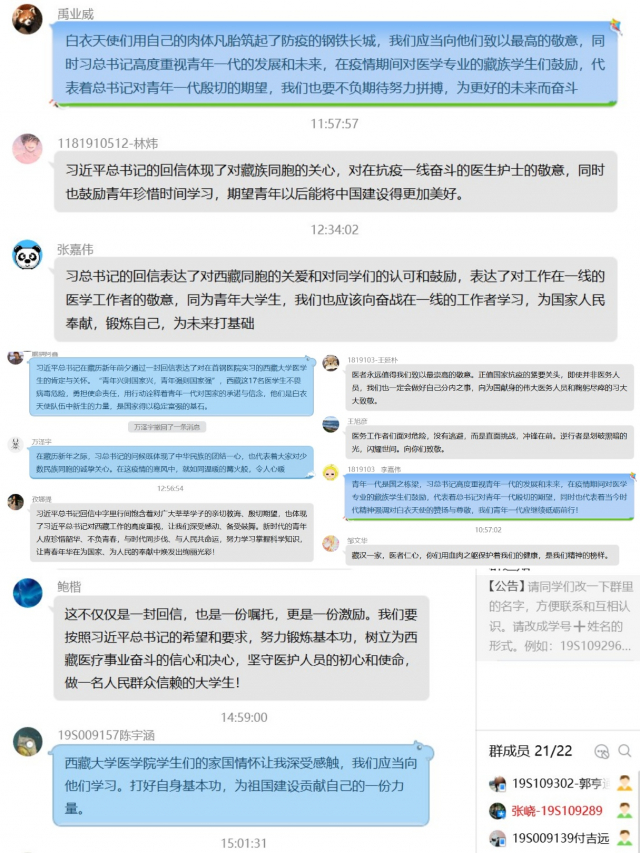 禹业威
白衣天使们用自己的肉体凡胎筑起了防疫的钢铁长城，我们应当向他们致以最高的敬意，同
时习总书记高度重视青年一代的发展和未来，在疫情期间对医学专业的藏族学生们鼓励，代
表着总书记对青年一代殷切的期望，我们也要不负期待努力拼搏，为更好的未来而奋斗
11:57:57
1181910512-林炜
习近平总书记的回信体现了对藏族同胞的关心，对在抗疫一线奋斗的医生护士的敬意，同时
也鼓励青年珍惜时间学习，期望青年以后能将中国建设得更加美好。
12:34:02
张嘉伟
习总书记的回信表达了对西藏同胞的关爱和对同学们的认可和鼓励，表达了对工作在一线的
医学工作者的敬意，同为青年大学生，我们也应该向奋战在一线的工作者学习，为国家人民
奉献，锻炼自己，为未来打基础
习近平总书记在藏历新年前夕通过一封回信表达了对在首钢医院实习的西藏大学医学
生的肯定与关怀。“青年兴则国家兴，青年强则国家强”，西藏这17名医学生不畏
病毒危险，勇担使命责任，用行动诠释着青年一代对国家的承诺与信念，他们是白衣
天使队伍中新生的力量，是国家得以稳定富强的基石。
万泽宇撤回了一条消息
万泽宇
在藏历新年之际，习总书记的问候既体现了中华民族的团结一心，也代表着大家对少
数民族同胞的诚挚关心。在这疫情的寒风中，就如同温暖的篝火般，令人心暖
12:56:54
习近平总书记回信中字里行间饱含着对广大莘莘学子的亲切教诲、殷切期望，也体现
了习近平总书记对西藏工作的高度重视，让我们深受感动、备受鼓舞。新时代的青年
人应珍惜韶华、不负青春，与时代同步伐、与人民共命运，努力学习掌握科学知识，
让青春年华在为国家、为人民的奉献中焕发出绚丽光彩！
1819103-王辰朴
医者永远值得我们致以最崇高的敬意。正值国家抗疫的紧要关头，即使并非医务人
员，我们也一定会做好自己分内之事，向为国献身的伟大医务人员和鞠躬尽瘁的习大
大致敬。
王旭彦
医务工作者们面对危险，没有逃避，而是直面挑战，冲锋在前。逆行者是划破黑暗的
光，闪耀世间。向你们致敬。
1819103 李嘉伟
青年一代是国之栋梁，习总书记高度重视青年一代的发展和未来，在疫情期间对医学
专业的藏族学生们鼓励，代表着总书记对青年一代殷切的期望，同时也代表着当今时
代精神强调对白衣天使的赞扬与尊敬，我们青年一代应继续砥砺前行！
10:57:02
邹文华
藏汉一家，医者仁心，你们用血肉之躯保护着我们的健康，是我们精神的榜样。
鲍楷
这不仅仅是一封回信，也是一份嘱托，更是一份激励。我们要
按照习近平总书记的希望和要求，努力锻炼基本功，树立为西
藏医疗事业奋斗的信心和决心，坚守医护人员的初心和使命，
做一名人民群众信赖的大学生！
14:59:00
19S009157陈宇涵
西藏大学医学院学生们的家国情怀让我深受感触，我们应当向
他们学习。打好自身基本功，为祖国建设贡献自己的一份力
量。
15:01:31
【公告】请同学们改一下群里
的名字，方便联系和互相认
识。请改成学号＋姓名的
形式。例如：19S109296...
群成员 21/22
19S109302-郭亨
张峣-19S109289
19S009139付吉远